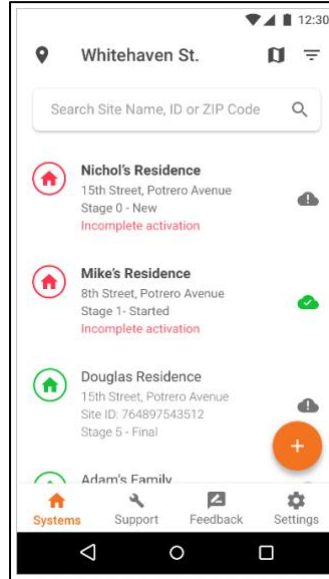 12:30
Whitehaven St.
Search Site Name, ID or ZIP Code
Nichol's Residence
15th Street, Potrero Avenue
Stage 0 - New
Incomplete activation
Mike's Residence
8th Street, Potrero Avenue
Stage 1- Started
Incomplete activation
Douglas Residence
15th Street, Potrero Avenue
Site ID: 764897543512
Stage 5 - Final
Adam's Family
Systems Support Feedback Settings